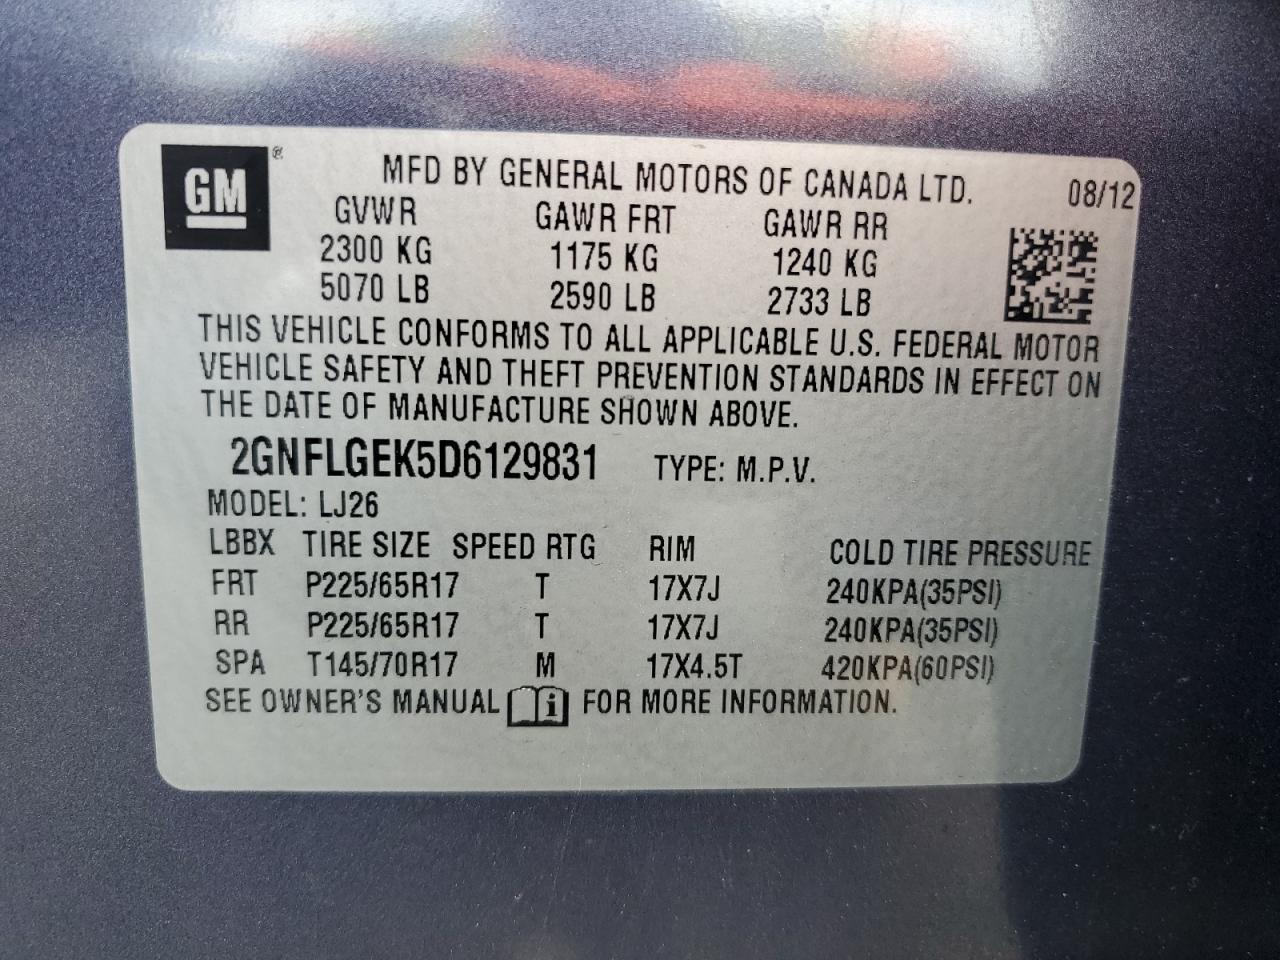 GM ®
MFD BY GENERAL MOTORS OF CANADA LTD. 08/12
GVWR GAWR FRT GAWR RR
2300 KG 1175 KG 1240 KG
5070 LB 2590 LB 2733 LB
THIS VEHICLE CONFORMS TO ALL APPLICABLE U.S. FEDERAL MOTOR
VEHICLE SAFETY AND THEFT PREVENTION STANDARDS IN EFFECT ON
THE DATE OF MANUFACTURE SHOWN ABOVE.
2GNFLGEK5D6129831 TYPE: M.P.V.
MODEL: LJ26
LBBX TIRE SIZE SPEED RTG RIM COLD TIRE PRESSURE
FRT P225/65R17 T 17X7J 240KPA(35PSI)
RR P225/65R17 T 17X7J 240KPA(35PSI)
SPA T145/70R17 M 17X4.5T 420KPA(60PSI)
SEE OWNER'S MANUAL i FOR MORE INFORMATION.